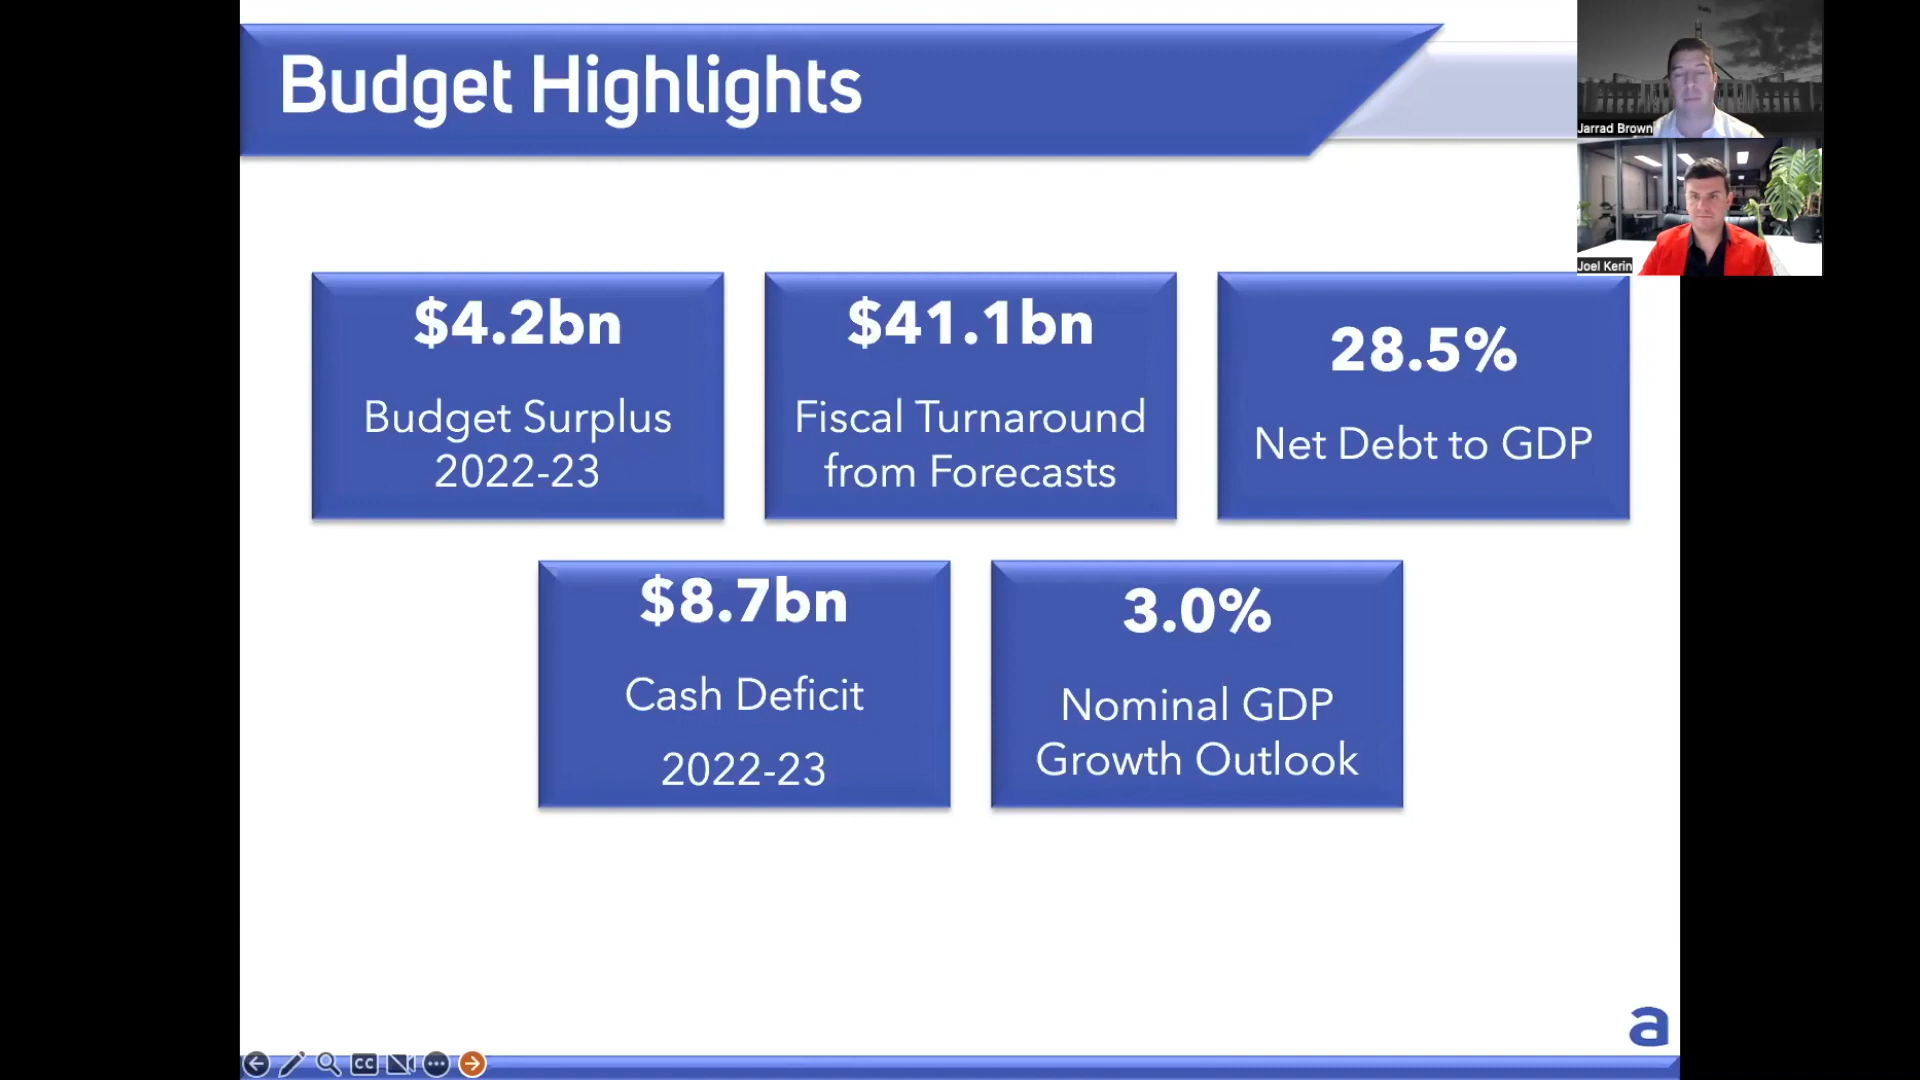 Budget Highlights
Jarrad Brown
Joel Kerin
$4.2bn
Budget Surplus
2022-23
$41.1bn
Fiscal Turnaround
from Forecasts
28.5%
Net Debt to GDP
$8.7bn
Cash Deficit
2022-23
3.0%
Nominal GDP
Growth Outlook
a
CC